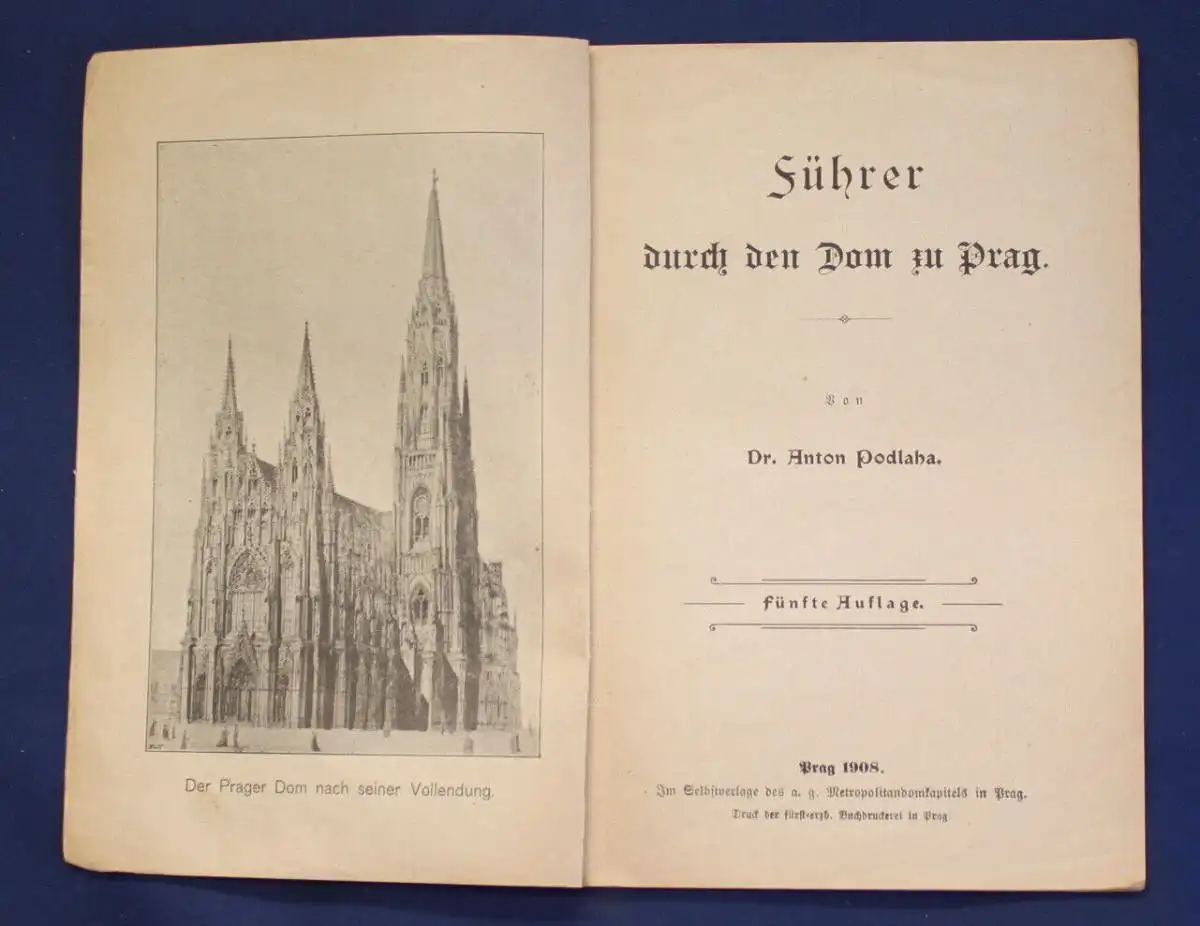 Der Prager Dom nach seiner Vollendung.
Führer
durch den Dom zu Prag.
Von
Dr. Anton Podlaha.
Fünfte Auflage.
Prag 1908.
Im Selbstverlage des a. g. Metropolitandomkapitels in Prag.
Druck der fürst-erzb. Buchdruckerei in Prag